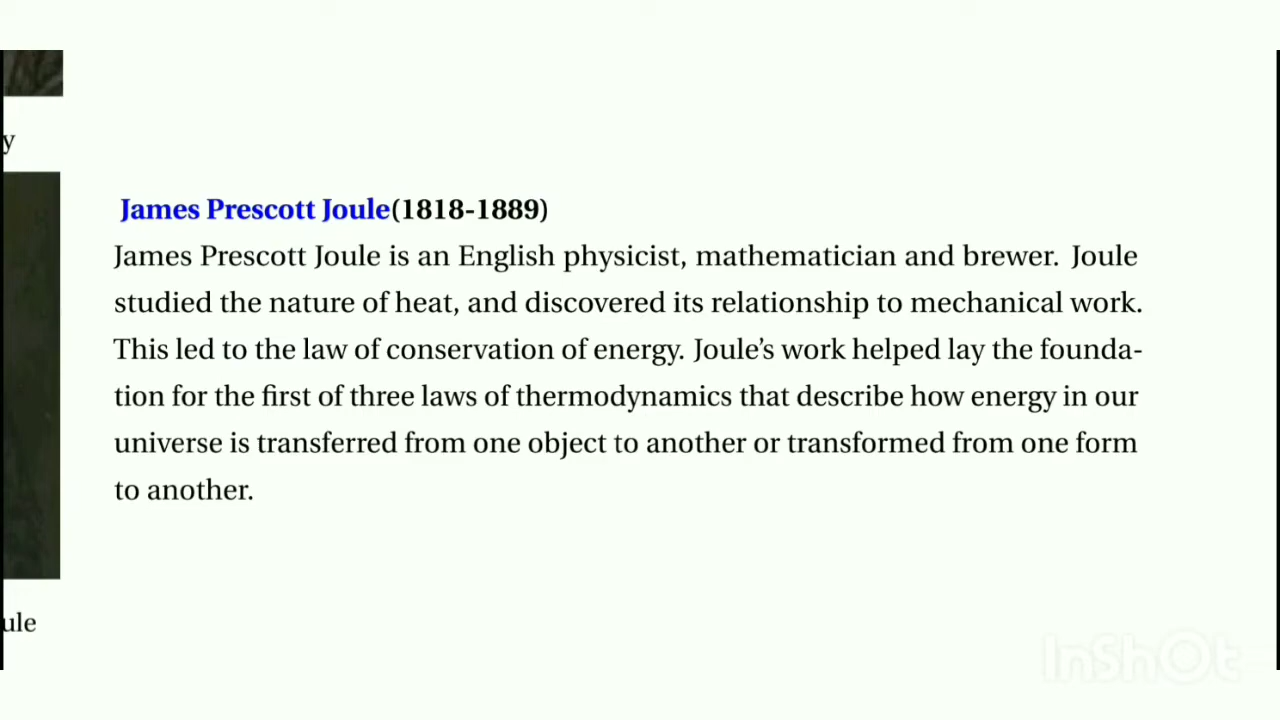 y
James Prescott Joule(1818-1889)
James Prescott Joule is an English physicist, mathematician and brewer. Joule
studied the nature of heat, and discovered its relationship to mechanical work.
This led to the law of conservation of energy. Joule's work helped lay the founda-
tion for the first of three laws of thermodynamics that describe how energy in our
universe is transferred from one object to another or transformed from one form
to another.
ule
InShOt